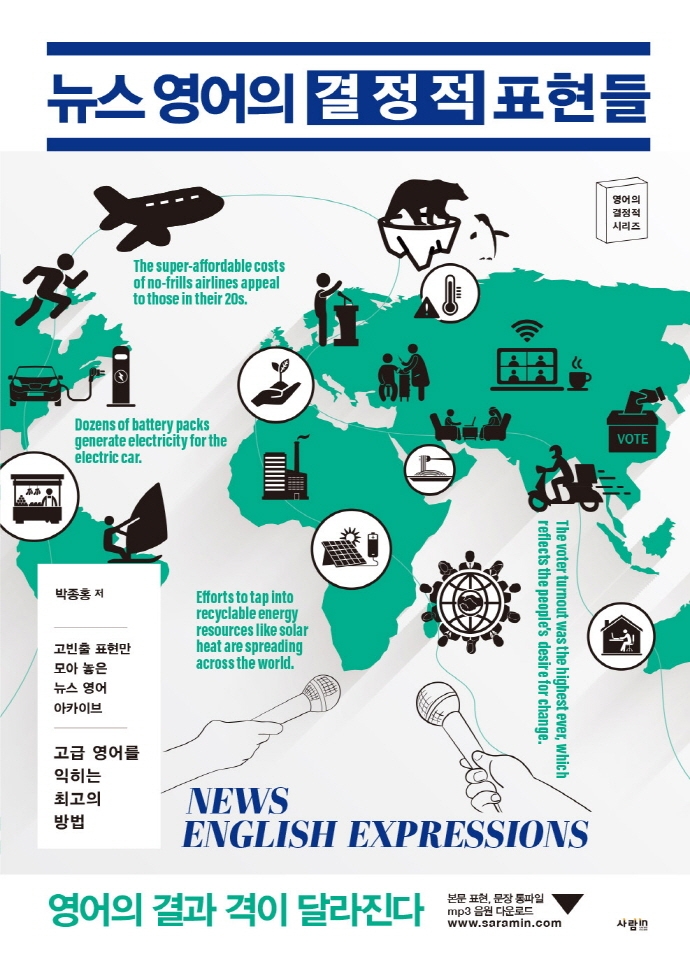 뉴스 영어의 결정적 표현들
영어의
결정적
시리즈
The super-affordable costs
of no-frills airlines appeal
to those in their 20s.
Dozens of battery packs
generate electricity for the
electric car.
VOTE
The voter turnout was the highest ever, which
reflects the people's desire for change.
Efforts to tap into
recyclable energy
resources like solar
heat are spreading
across the world.
박종홍 저
고빈출 표현만
모아 놓은
뉴스 영어
아카이브
고급 영어를
익히는
최고의
방법
NEWS
ENGLISH EXPRESSIONS
영어의 결과 격이 달라진다
본문 표현, 문장 통파일
mp3 음원 다운로드
www.saramin.com
사람in